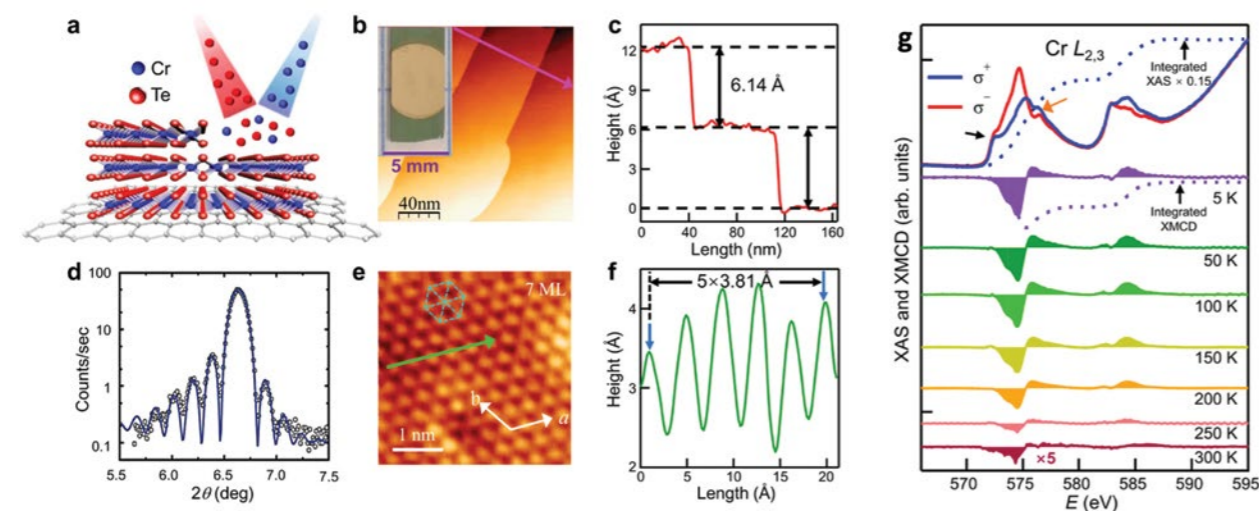 a
Cr
Te
b
5 mm
40nm
c
Height (Å)
12
9
6
3
0
6.14 Å
0 40 80 120 160
Length (nm)
d
Counts/sec
100
10
1
0.1
5.5 6.0 6.5 7.0 7.5
2θ (deg)
e
7 ML
b
a
1 nm
f
5×3.81 Å
Height (Å)
4
3
2
0 5 10 15 20
Length (Å)
g
Cr L2,3
σ+
σ−
Integrated
XAS × 0.15
XAS and XMCD (arb. units)
5 K
Integrated
XMCD
50 K
100 K
150 K
200 K
250 K
×5
300 K
570 575 580 585 590 595
E (eV)